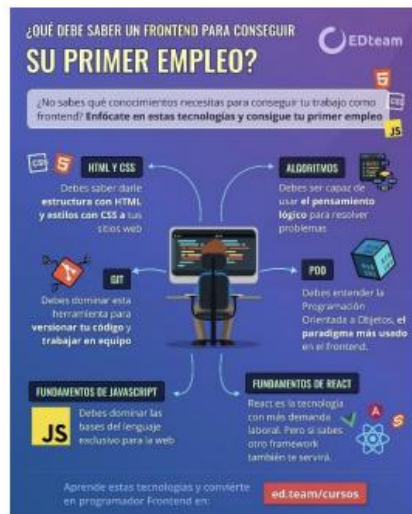 ¿QUÉ DEBE SABER UN FRONTEND PARA CONSEGUIR
SU PRIMER EMPLEO?
EDteam
¿No sabes qué conocimientos necesitas para conseguir tu trabajo como
frontend? Enfócate en estas tecnologías y consigue tu primer empleo
CSS
JS
CSS
HTML Y CSS
Debes saber darle
estructura con HTML
y estilos con CSS a tus
sitios web
ALGORITMOS
Debes ser capaz de
usar el pensamiento
lógico para resolver
problemas
GIT
Debes dominar esta
herramienta para
versionar tu código y
trabajar en equipo
POO
Debes entender la
Programación
Orientada a Objetos, el
paradigma más usado
en el frontend.
FUNDAMENTOS DE JAVASCRIPT
JS
Debes dominar las
bases del lenguaje
exclusivo para la web
FUNDAMENTOS DE REACT
React es la tecnología
con más demanda
laboral. Pero si sabes
otro framework
también te servirá.
Aprende estas tecnologías y convierte
en programador Frontend en:
ed.team/cursos